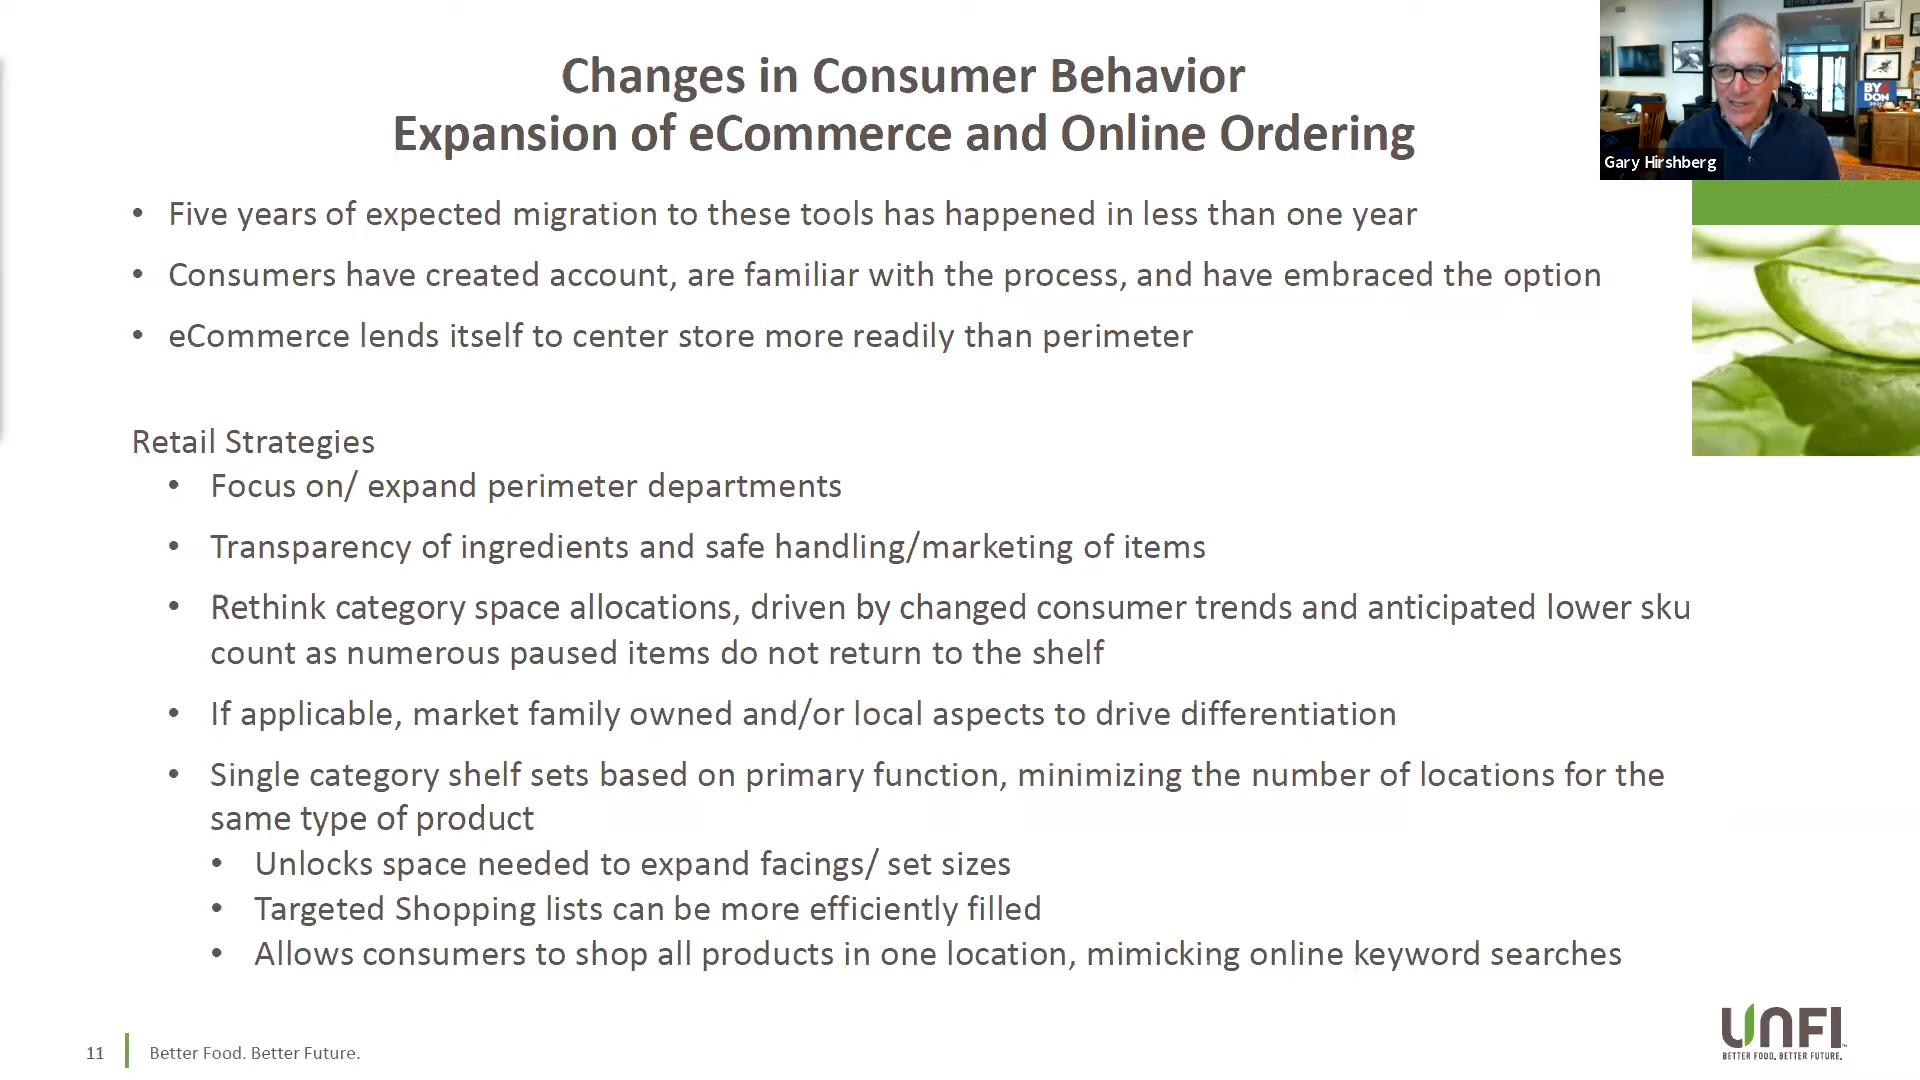 Changes in Consumer Behavior
Expansion of eCommerce and Online Ordering
BY
DON
Gary Hirshberg
• Five years of expected migration to these tools has happened in less than one year
• Consumers have created account, are familiar with the process, and have embraced the option
• eCommerce lends itself to center store more readily than perimeter
Retail Strategies
• Focus on/ expand perimeter departments
• Transparency of ingredients and safe handling/marketing of items
• Rethink category space allocations, driven by changed consumer trends and anticipated lower sku
count as numerous paused items do not return to the shelf
• If applicable, market family owned and/or local aspects to drive differentiation
• Single category shelf sets based on primary function, minimizing the number of locations for the
same type of product
• Unlocks space needed to expand facings/ set sizes
• Targeted Shopping lists can be more efficiently filled
• Allows consumers to shop all products in one location, mimicking online keyword searches
11
Better Food. Better Future.
UNFI
BETTER FOOD. BETTER FUTURE.